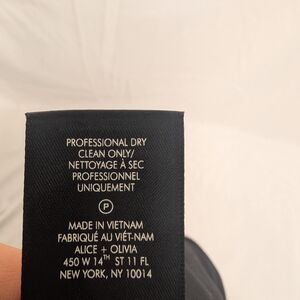 PROFESSIONAL DRY
CLEAN ONLY/
NETTOYAGE À SEC
PROFESSIONNEL
UNIQUEMENT
P
MADE IN VIETNAM
FABRIQUÉ AU VIÊT-NAM
ALICE + OLIVIA
450 W 14TH ST 11 FL
NEW YORK, NY 10014